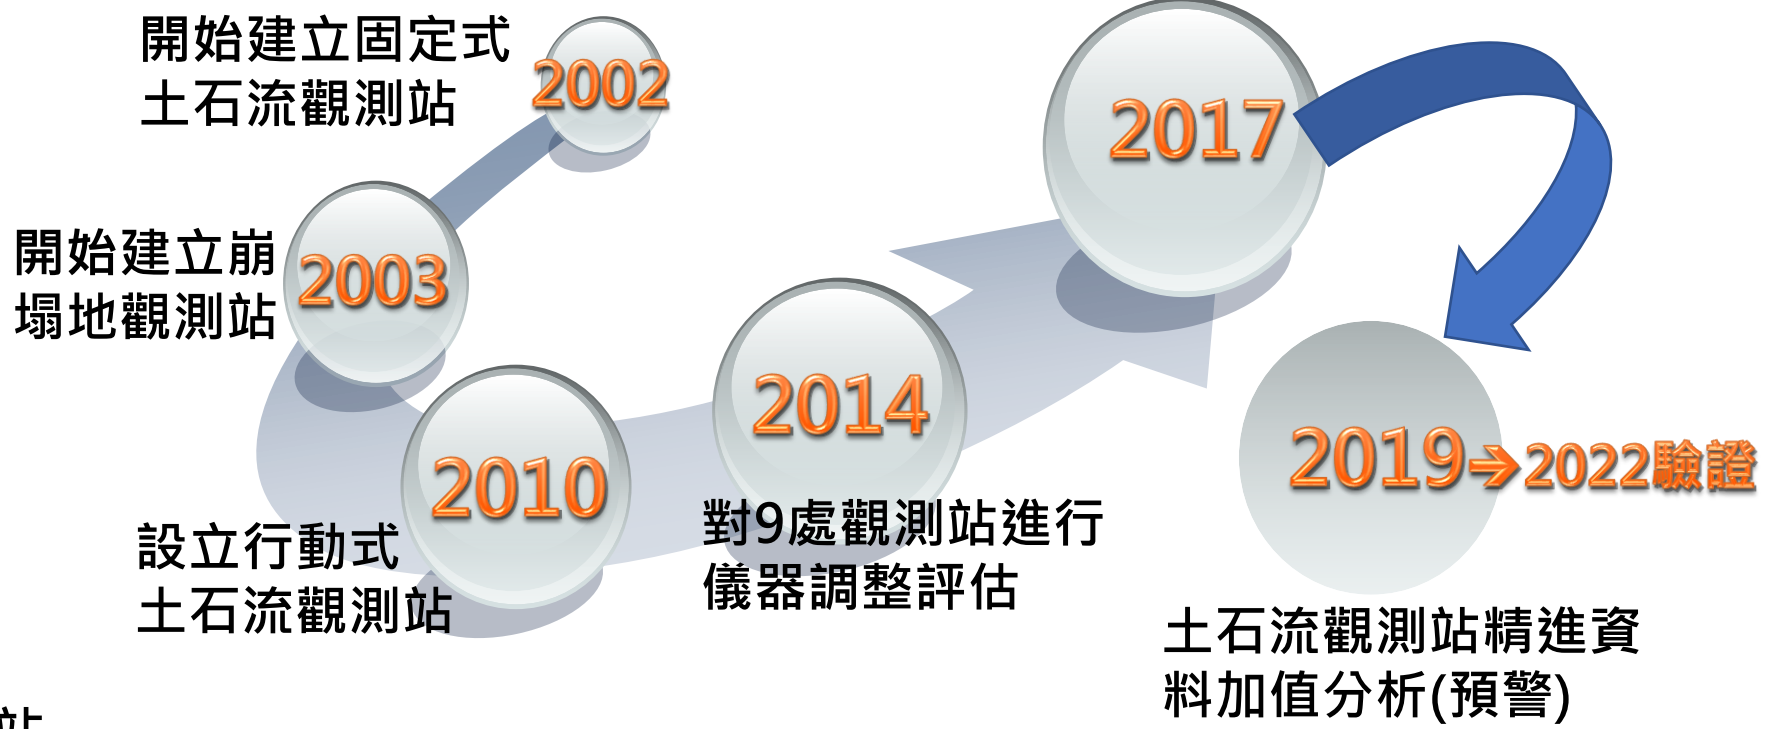 開始建立固定式
土石流觀測站
2002
2003
開始建立崩
塌地觀測站
2010
設立行動式
土石流觀測站
2014
對9處觀測站進行
儀器調整評估
2017
2019→2022驗證
土石流觀測站精進資
料加值分析(預警)
站